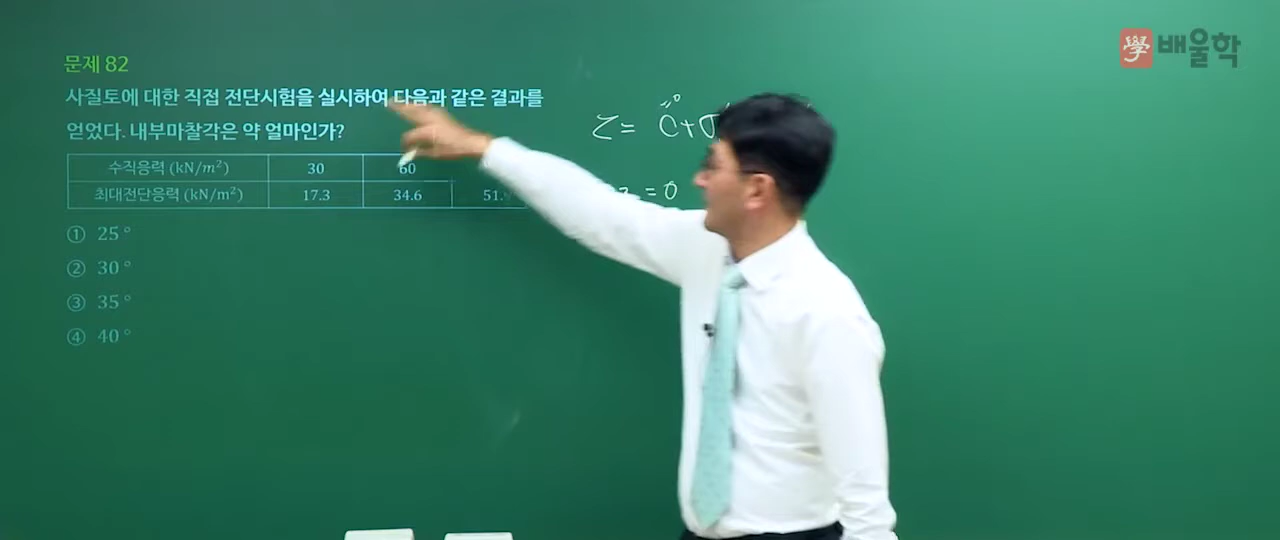 學 배울학
문제 82
사질토에 대한 직접 전단시험을 실시하여 다음과 같은 결과를
얻었다. 내부마찰각은 약 얼마인가?
수직응력 (kN/m²) 30 60
최대전단응력 (kN/m²) 17.3 34.6 51.
① 25°
② 30°
③ 35°
④ 40°
τ = C + σ
= 0